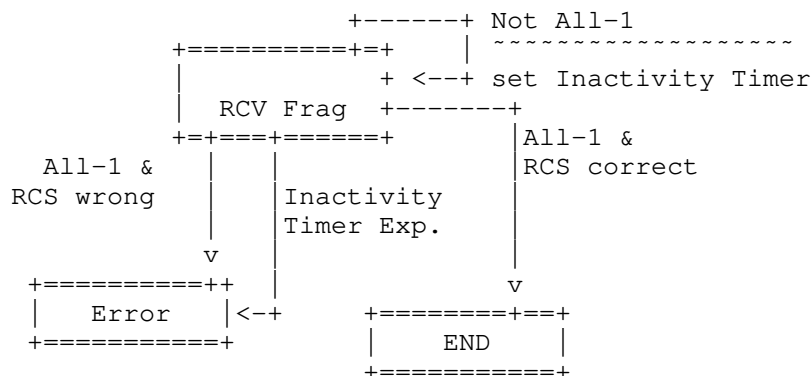 Not All-1
~~~~~~~~~~~~~~~~~~~
set Inactivity Timer
RCV Frag
All-1 &
RCS wrong
Inactivity
Timer Exp.
All-1 &
RCS correct
Error
END